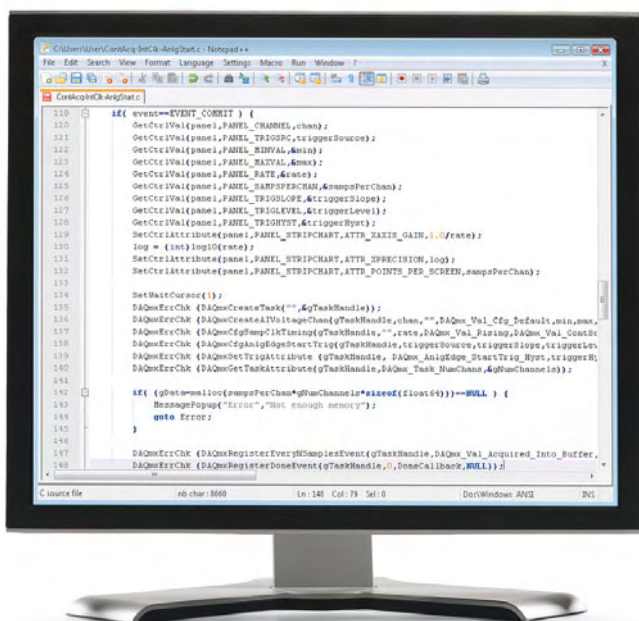 C:\Users\User\ContAcq-IntClk-AnlgStart.c - Notepad++
File Edit Search View Format Language Settings Macro Run Window ? X
ContAcq-IntClk-AnlgStart.c
119 if( event==EVENT_COMMIT ) {
120 GetCtrlVal(panel,PANEL_CHANNEL,chan);
121 GetCtrlVal(panel,PANEL_TRIGSRC,triggerSource);
122 GetCtrlVal(panel,PANEL_MINVAL,&min);
123 GetCtrlVal(panel,PANEL_MAXVAL,&max);
124 GetCtrlVal(panel,PANEL_RATE,&rate);
125 GetCtrlVal(panel,PANEL_SAMPSPERCHAN,&sampsPerChan);
126 GetCtrlVal(panel,PANEL_TRIGSLOPE,&triggerSlope);
127 GetCtrlVal(panel,PANEL_TRIGLEVEL,&triggerLevel);
128 GetCtrlVal(panel,PANEL_TRIGHYST,&triggerHyst);
129 SetCtrlAttribute(panel,PANEL_STRIPCHART,ATTR_XAXIS_GAIN,1.0/rate);
130 log = (int)log10(rate);
131 SetCtrlAttribute(panel,PANEL_STRIPCHART,ATTR_XPRECISION,log);
132 SetCtrlAttribute(panel,PANEL_STRIPCHART,ATTR_POINTS_PER_SCREEN,sampsPerChan);
133
134 SetWaitCursor(1);
135 DAQmxErrChk (DAQmxCreateTask("",&gTaskHandle));
136 DAQmxErrChk (DAQmxCreateAIVoltageChan(gTaskHandle,chan,"",DAQmx_Val_Cfg_Default,min,max,
137 DAQmxErrChk (DAQmxCfgSampClkTiming(gTaskHandle,"",rate,DAQmx_Val_Rising,DAQmx_Val_ContS
138 DAQmxErrChk (DAQmxCfgAnlgEdgeStartTrig(gTaskHandle,triggerSource,triggerSlope,triggerLev
139 DAQmxErrChk (DAQmxSetTrigAttribute (gTaskHandle, DAQmx_AnlgEdge_StartTrig_Hyst,triggerHy
140 DAQmxErrChk (DAQmxGetTaskAttribute(gTaskHandle,DAQmx_Task_NumChans,&gNumChannels));
141
142 if( (gData=malloc(sampsPerChan*gNumChannels*sizeof(float64)))==NULL ) {
143 MessagePopup("Error","Not enough memory");
144 goto Error;
145 }
146
147 DAQmxErrChk (DAQmxRegisterEveryNSamplesEvent(gTaskHandle,DAQmx_Val_Acquired_Into_Buffer,
148 DAQmxErrChk (DAQmxRegisterDoneEvent(gTaskHandle,0,DoneCallback,NULL));
C source file nb char : 8660 Ln : 148 Col : 79 Sel : 0 Dos\Windows ANSI INS